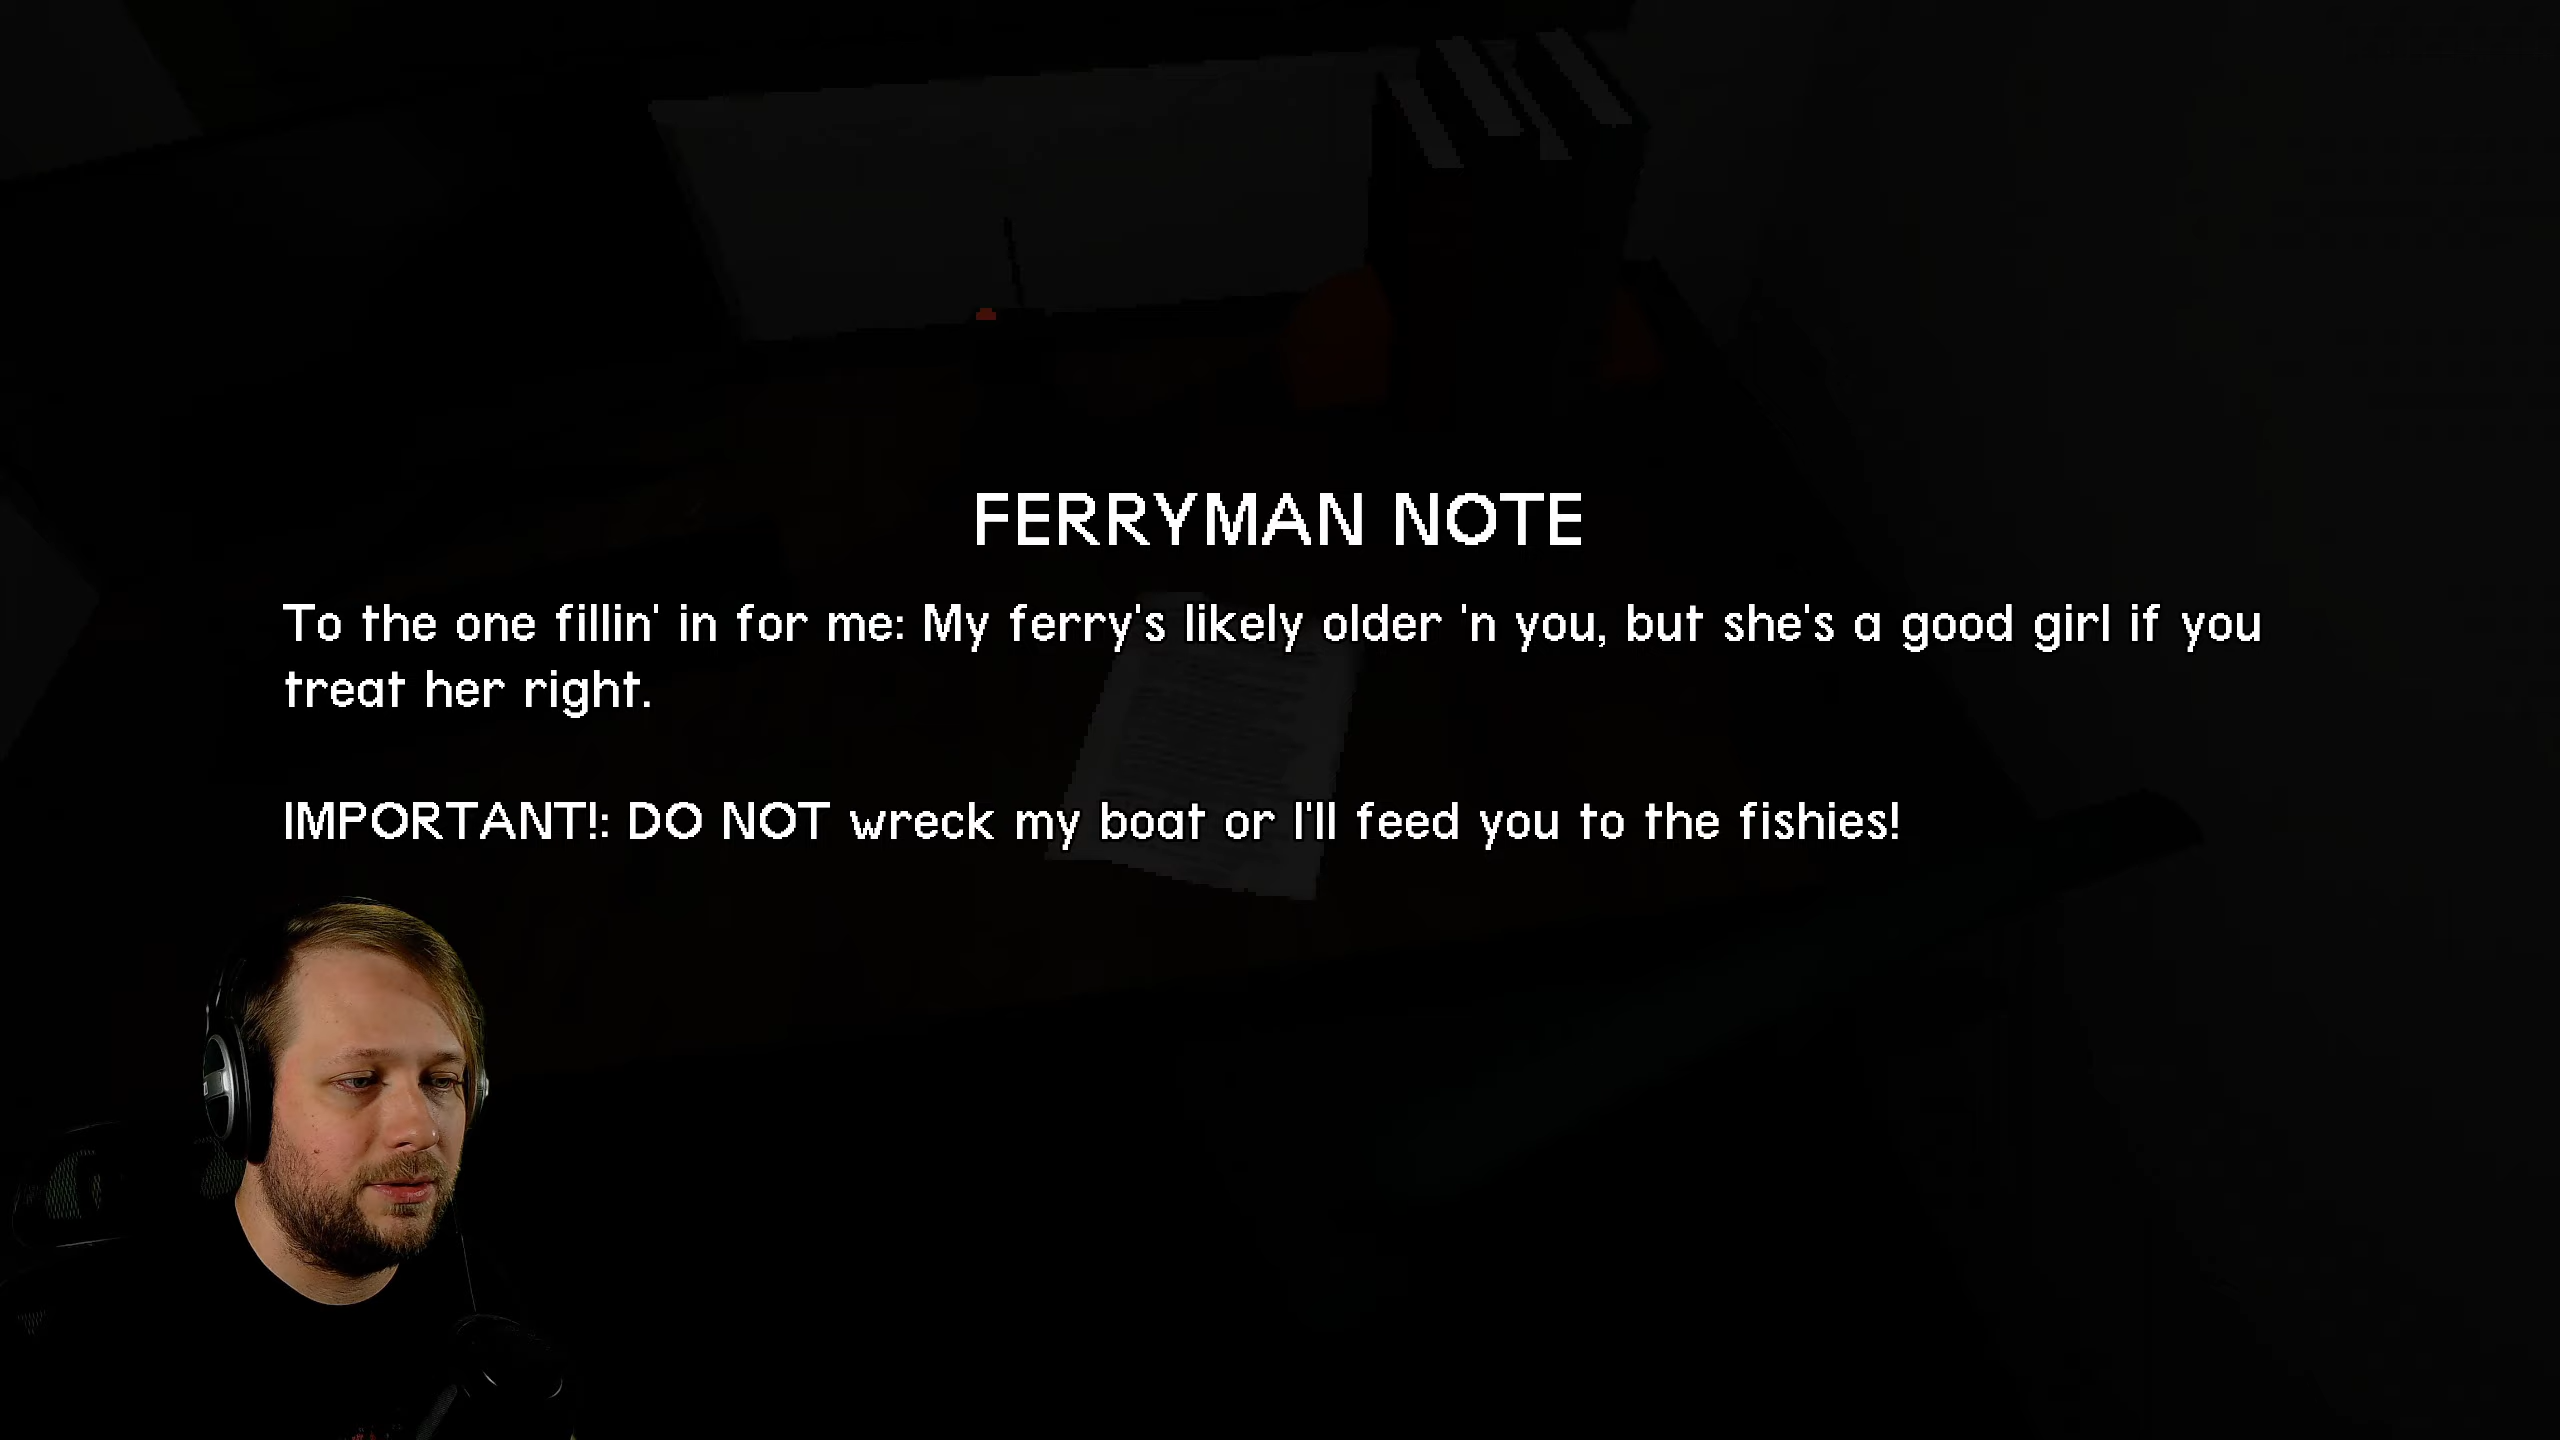 FERRYMAN NOTE
To the one fillin' in for me: My ferry's likely older 'n you, but she's a good girl if you
treat her right.
IMPORTANT!: DO NOT wreck my boat or I'll feed you to the fishies!